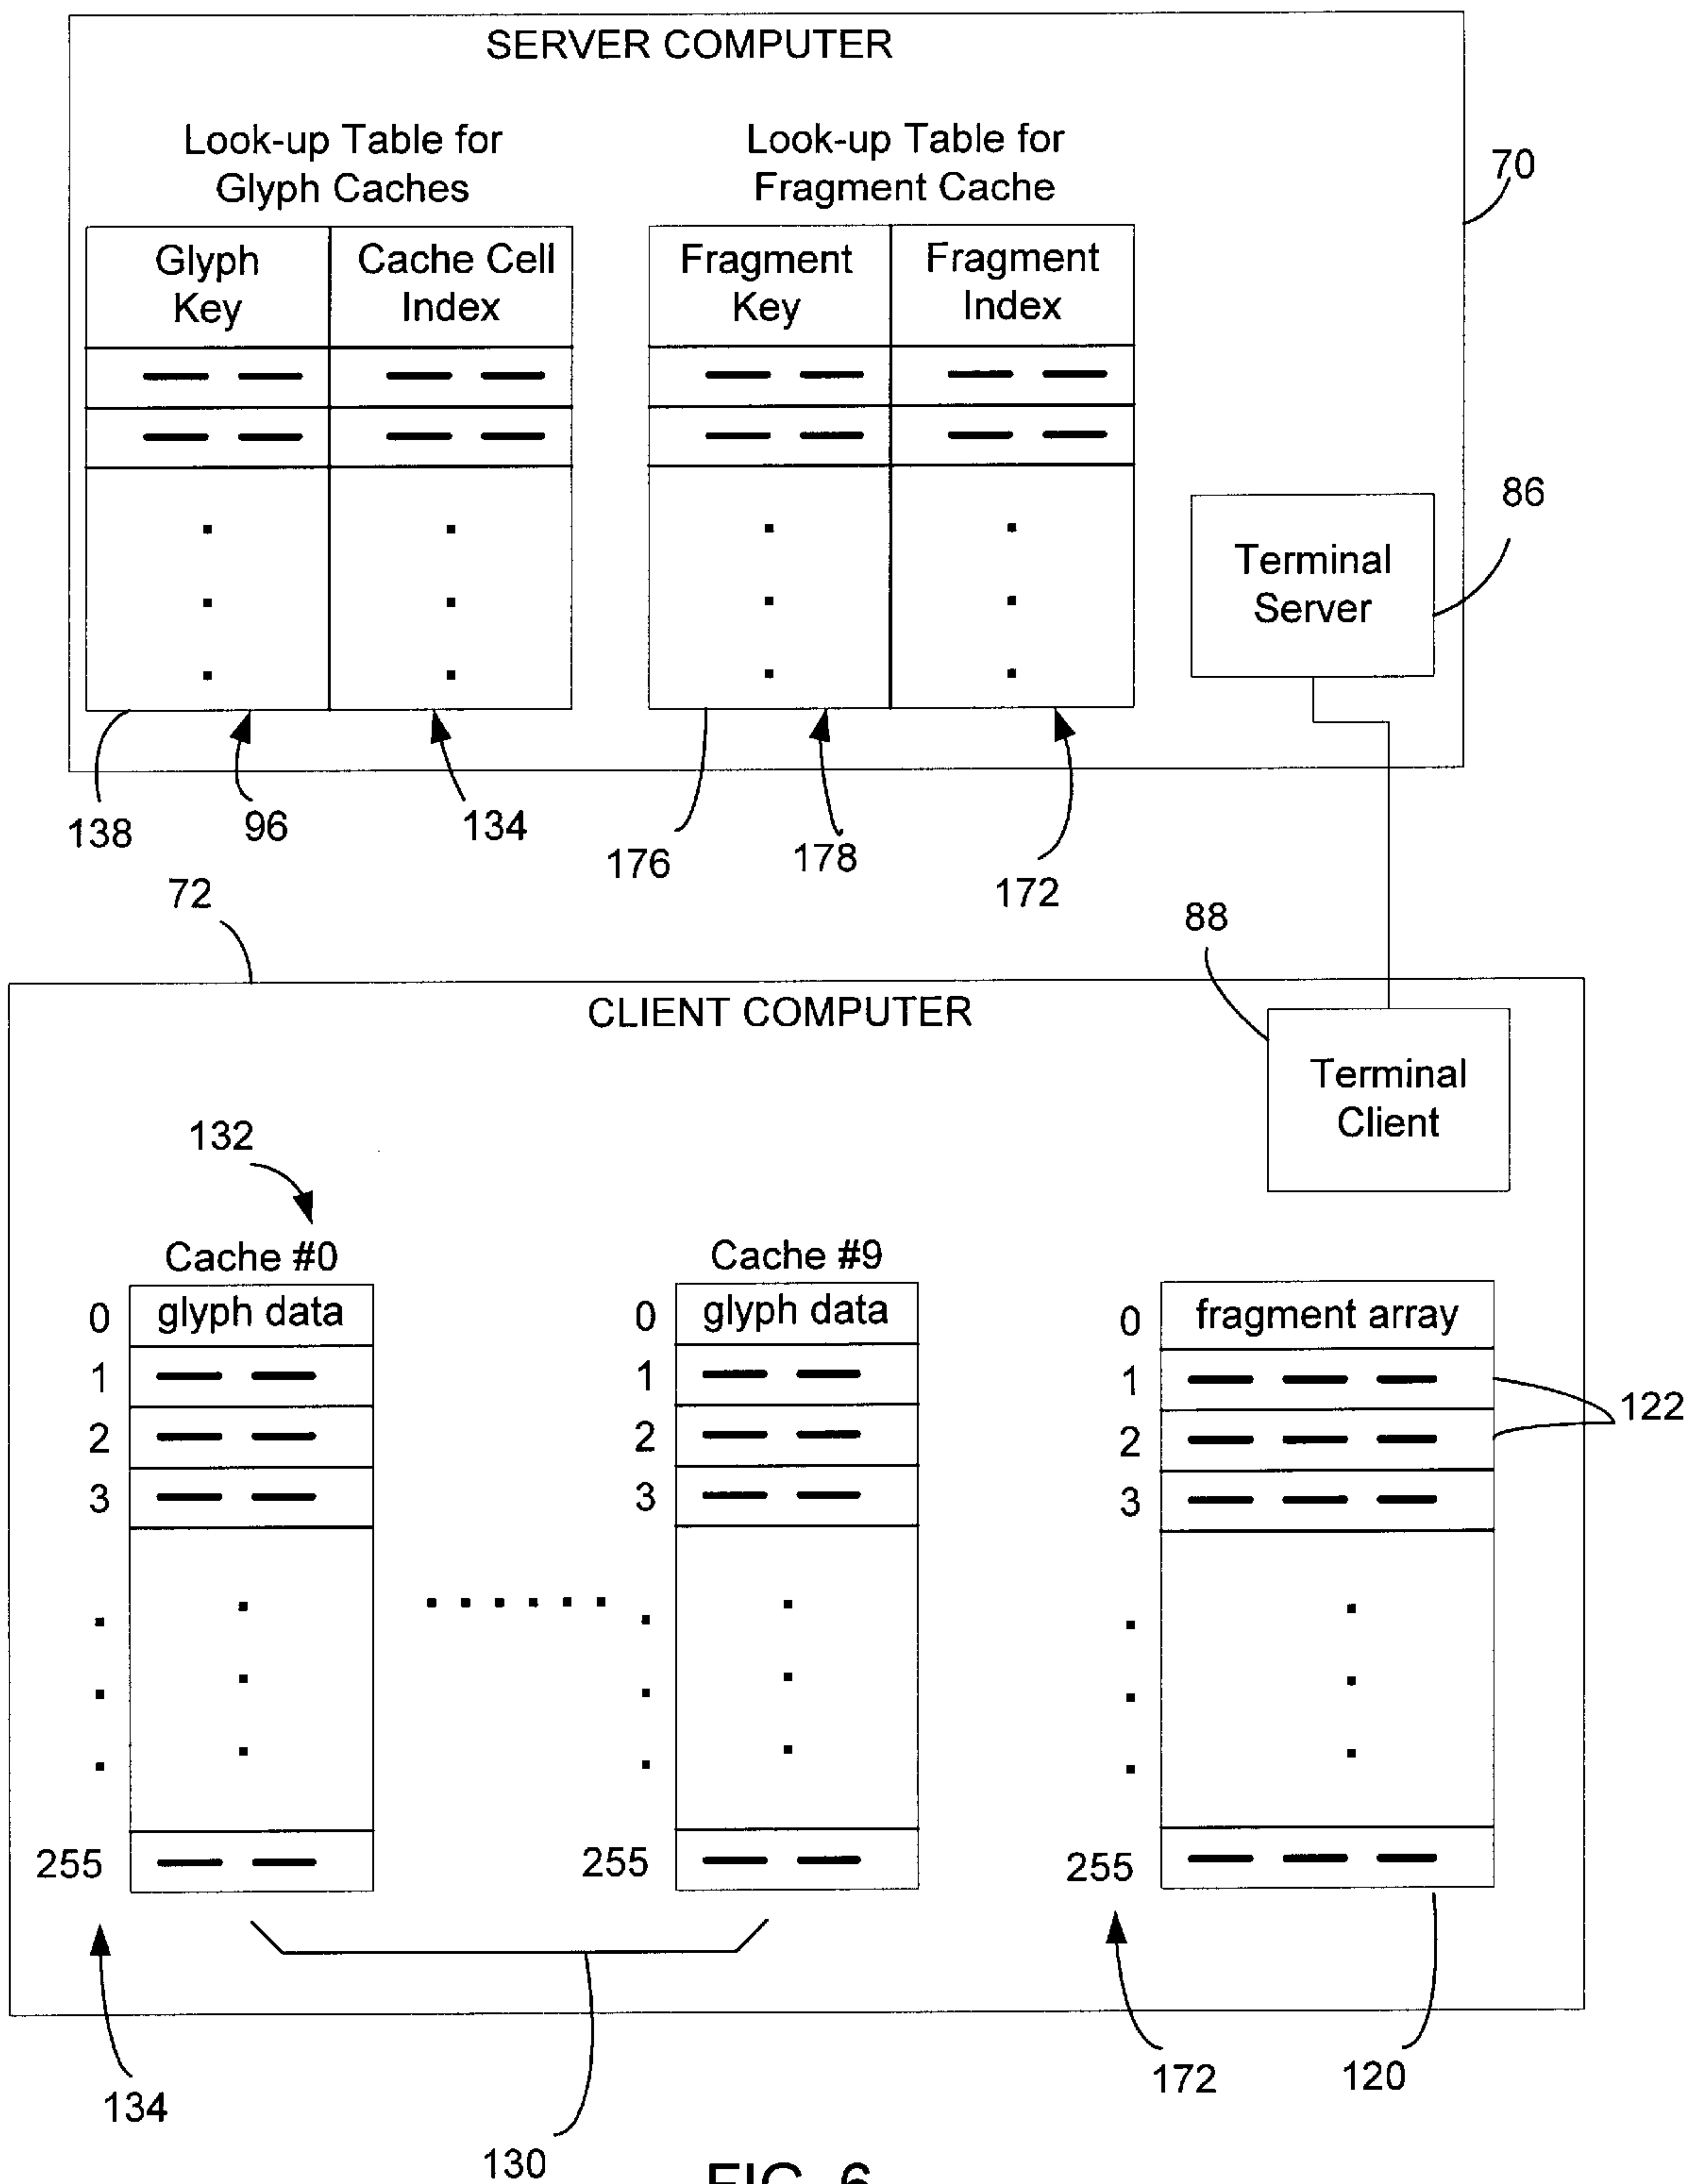 SERVER COMPUTER
Look-up Table for
Glyph Caches
Look-up Table for
Fragment Cache
70
Glyph
Key
Cache Cell
Index
Fragment
Key
Fragment
Index
86
Terminal
Server
138
96
134
176
178
172
72
88
CLIENT COMPUTER
Terminal
Client
132
Cache #0
0 glyph data
1
2
3
255
Cache #9
0 glyph data
1
2
3
255
0 fragment array
1
2
3
255
122
134
130
172
120
FIG. 6